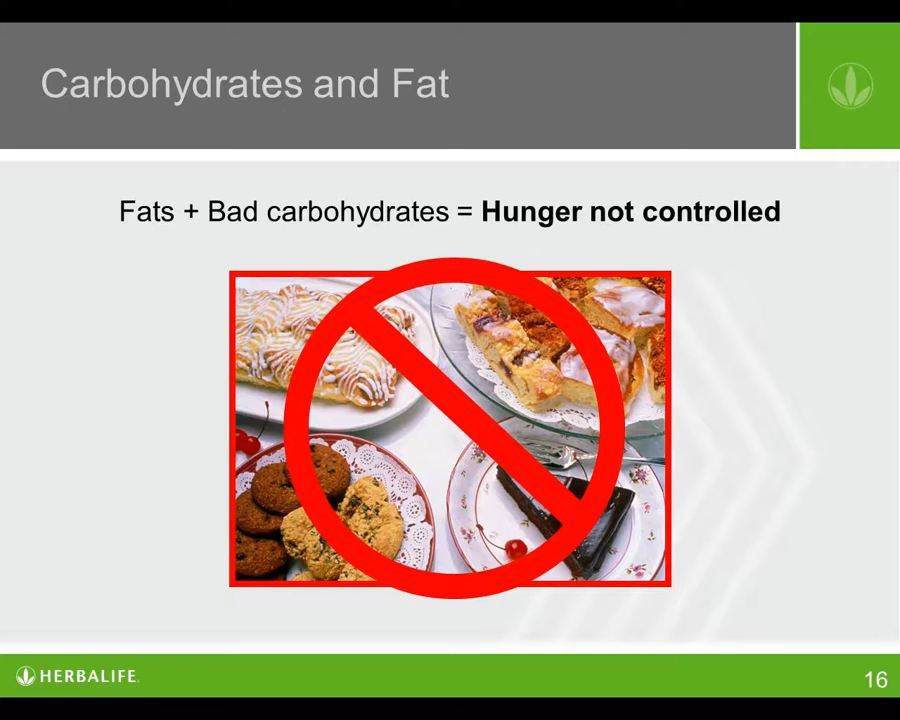 Carbohydrates and Fat
Fats + Bad carbohydrates = Hunger not controlled
HERBALIFE.
16